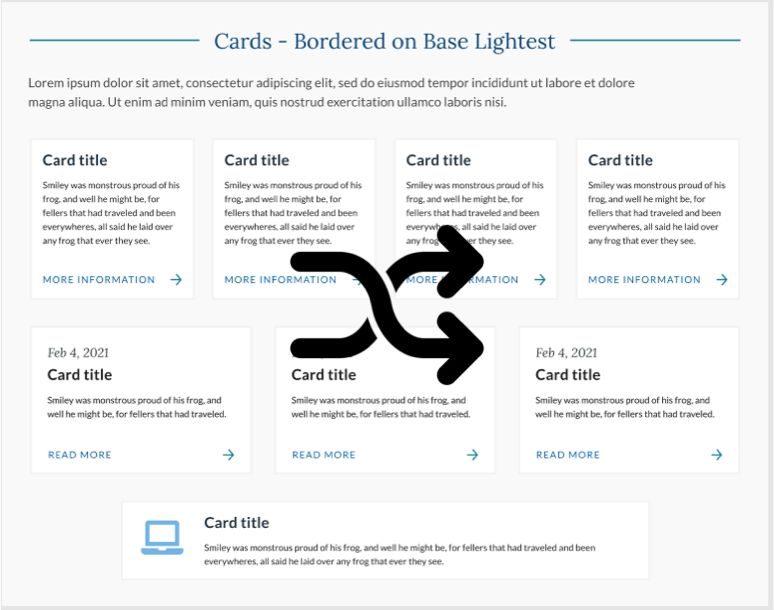 Cards - Bordered on Base Lightest
Lorem ipsum dolor sit amet, consectetur adipiscing elit, sed do eiusmod tempor incididunt ut labore et dolore
magna aliqua. Ut enim ad minim veniam, quis nostrud exercitation ullamco laboris nisi.
Card title
Smiley was monstrous proud of his
frog, and well he might be, for
fellers that had traveled and been
everywheres, all said he laid over
any frog that ever they see.
MORE INFORMATION
Card title
Smiley was monstrous proud of his
frog, and well he might be, for
fellers that had traveled and been
everywheres, all said he laid over
any frog that ever they see.
MORE INFORMATION
Card title
Smiley was monstrous proud of his
frog, and well he might be, for
fellers that had traveled and been
all said he laid over
any frog they see.
MORE
Card title
Smiley was monstrous proud of his
frog, and well he might be, for
fellers that had traveled and been
everywheres, all said he laid over
any frog that ever they see.
MORE INFORMATION
Feb 4, 2021
Card title
Smiley was monstrous proud of his frog, and
well he might be, for fellers that had traveled.
READ MORE
Card title
Smiley was monstrous proud of his frog, and
well he might be, for fellers that had traveled.
READ MORE
Feb 4, 2021
Card title
Smiley was monstrous proud of his frog, and
well he might be, for fellers that had traveled.
READ MORE
Card title
Smiley was monstrous proud of his frog, and well he might be, for fellers that had traveled and been
everywheres, all said he laid over any frog that ever they see.